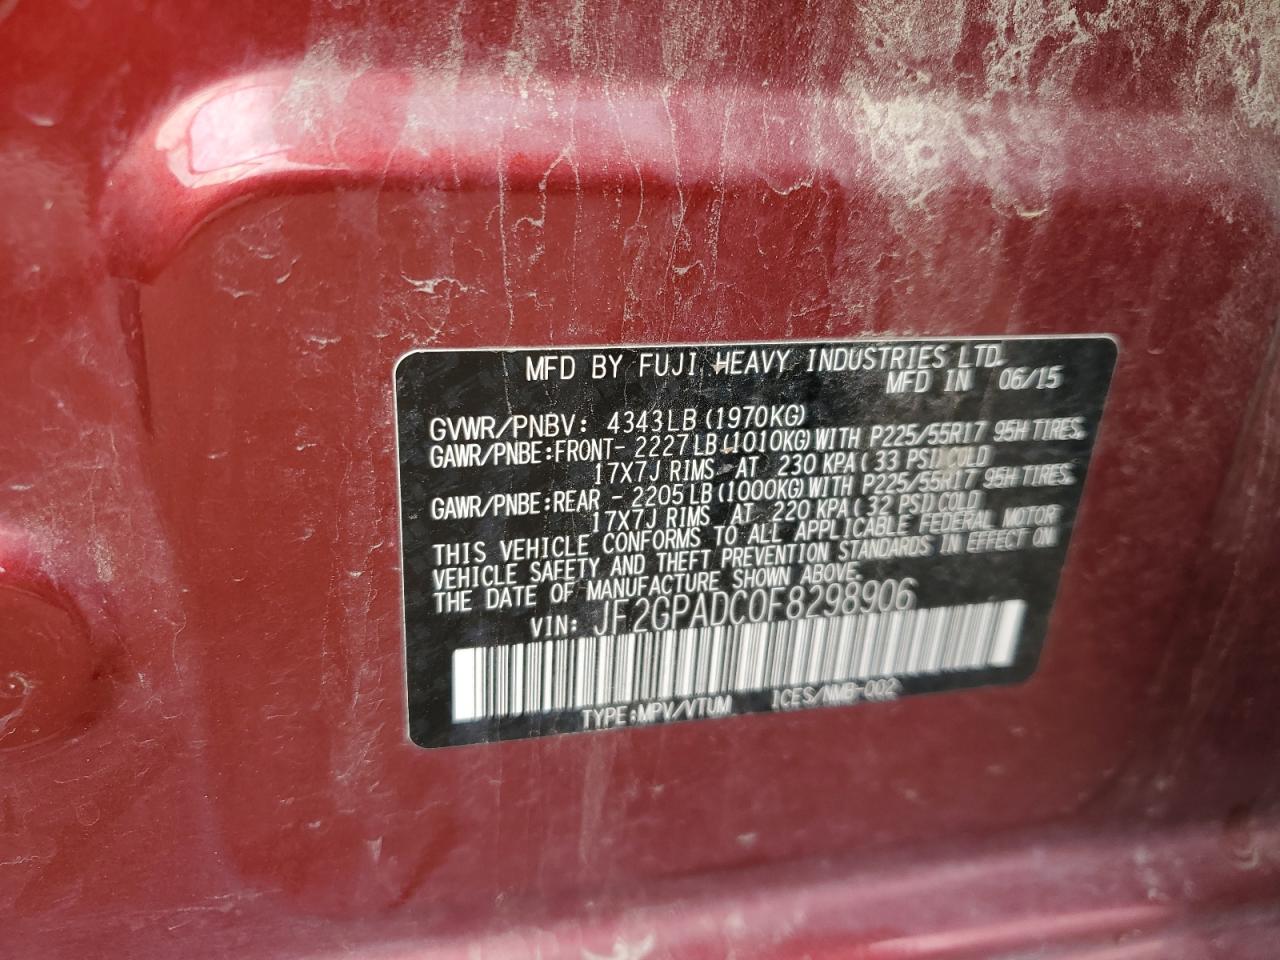 MFD BY FUJI HEAVY INDUSTRIES LTD.
MFD IN 06/15
GVWR/PNBV: 4343LB(1970KG)
GAWR/PNBE:FRONT- 2227LB(1010KG)WITH P225/55R17 95H TIRES.
17X7J RIMS AT 230 KPA(33 PSI)COLD
GAWR/PNBE:REAR - 2205LB(1000KG)WITH P225/55R17 95H TIRES.
17X7J RIMS AT 220 KPA(32 PSI)COLD
THIS VEHICLE CONFORMS TO ALL APPLICABLE FEDERAL MOTOR
VEHICLE SAFETY AND THEFT PREVENTION STANDARDS IN EFFECT ON
THE DATE OF MANUFACTURE SHOWN ABOVE.
VIN: JF2GPADC0F8298906
TYPE:MPV/VTUM ICES/NMB-002